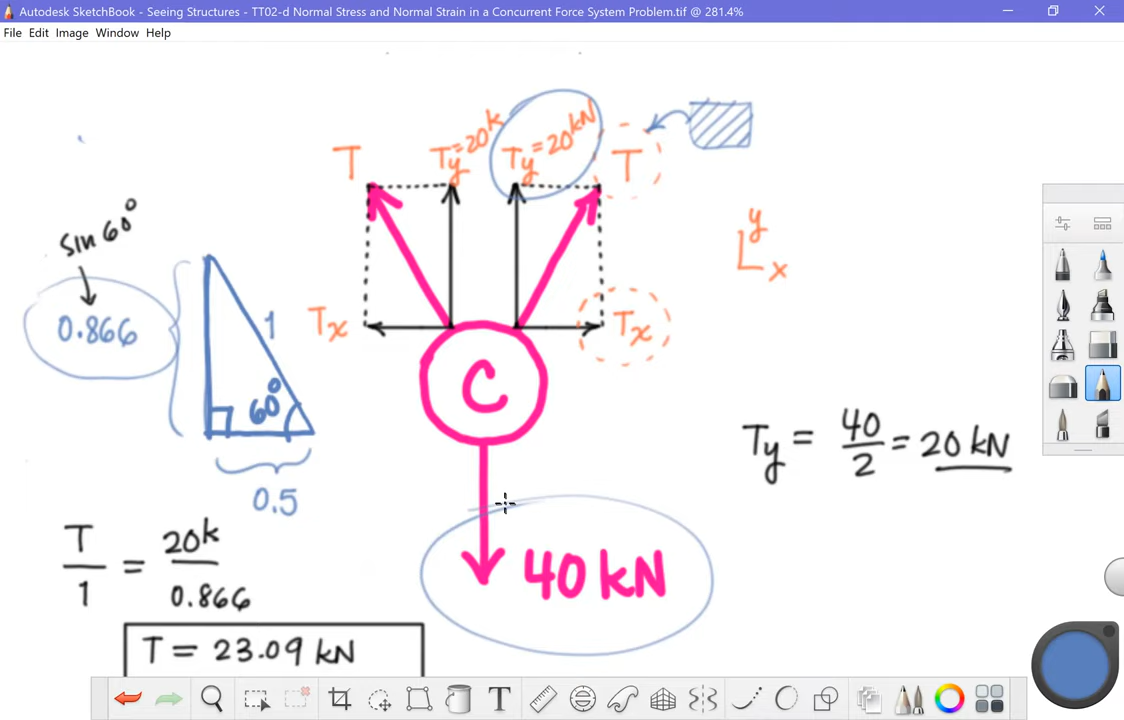 Autodesk SketchBook - Seeing Structures - TT02-d Normal Stress and Normal Strain in a Concurrent Force System Problem.tif @ 281.4%
File Edit Image Window Help
T
Ty=20k
Ty=20kN
T
sin 60°
0.866
1
60°
0.5
Tx
Tx
y
x
C
Ty = 40/2 = 20 kN
40 kN
T/1 = 20k/0.866
T = 23.09 kN
T